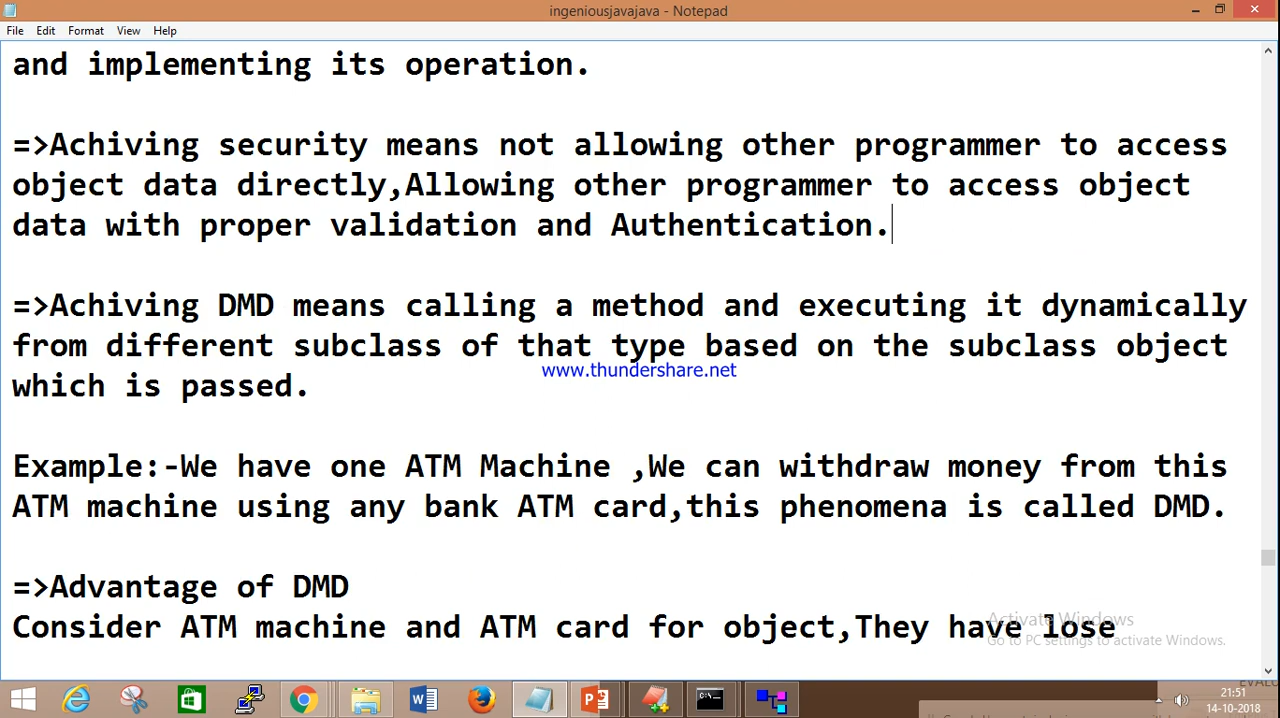 ingeniousjavajava - Notepad
File Edit Format View Help
and implementing its operation.
=>Achiving security means not allowing other programmer to access
object data directly,Allowing other programmer to access object
data with proper validation and Authentication.
=>Achiving DMD means calling a method and executing it dynamically
from different subclass of that type based on the subclass object
www.thundershare.net
which is passed.
Example:-We have one ATM Machine ,We can withdraw money from this
ATM machine using any bank ATM card,this phenomena is called DMD.
=>Advantage of DMD
Consider ATM machine and ATM card for object,They have lose
Activate Windows
Go to PC settings to activate Windows.
21:51
14-10-2018